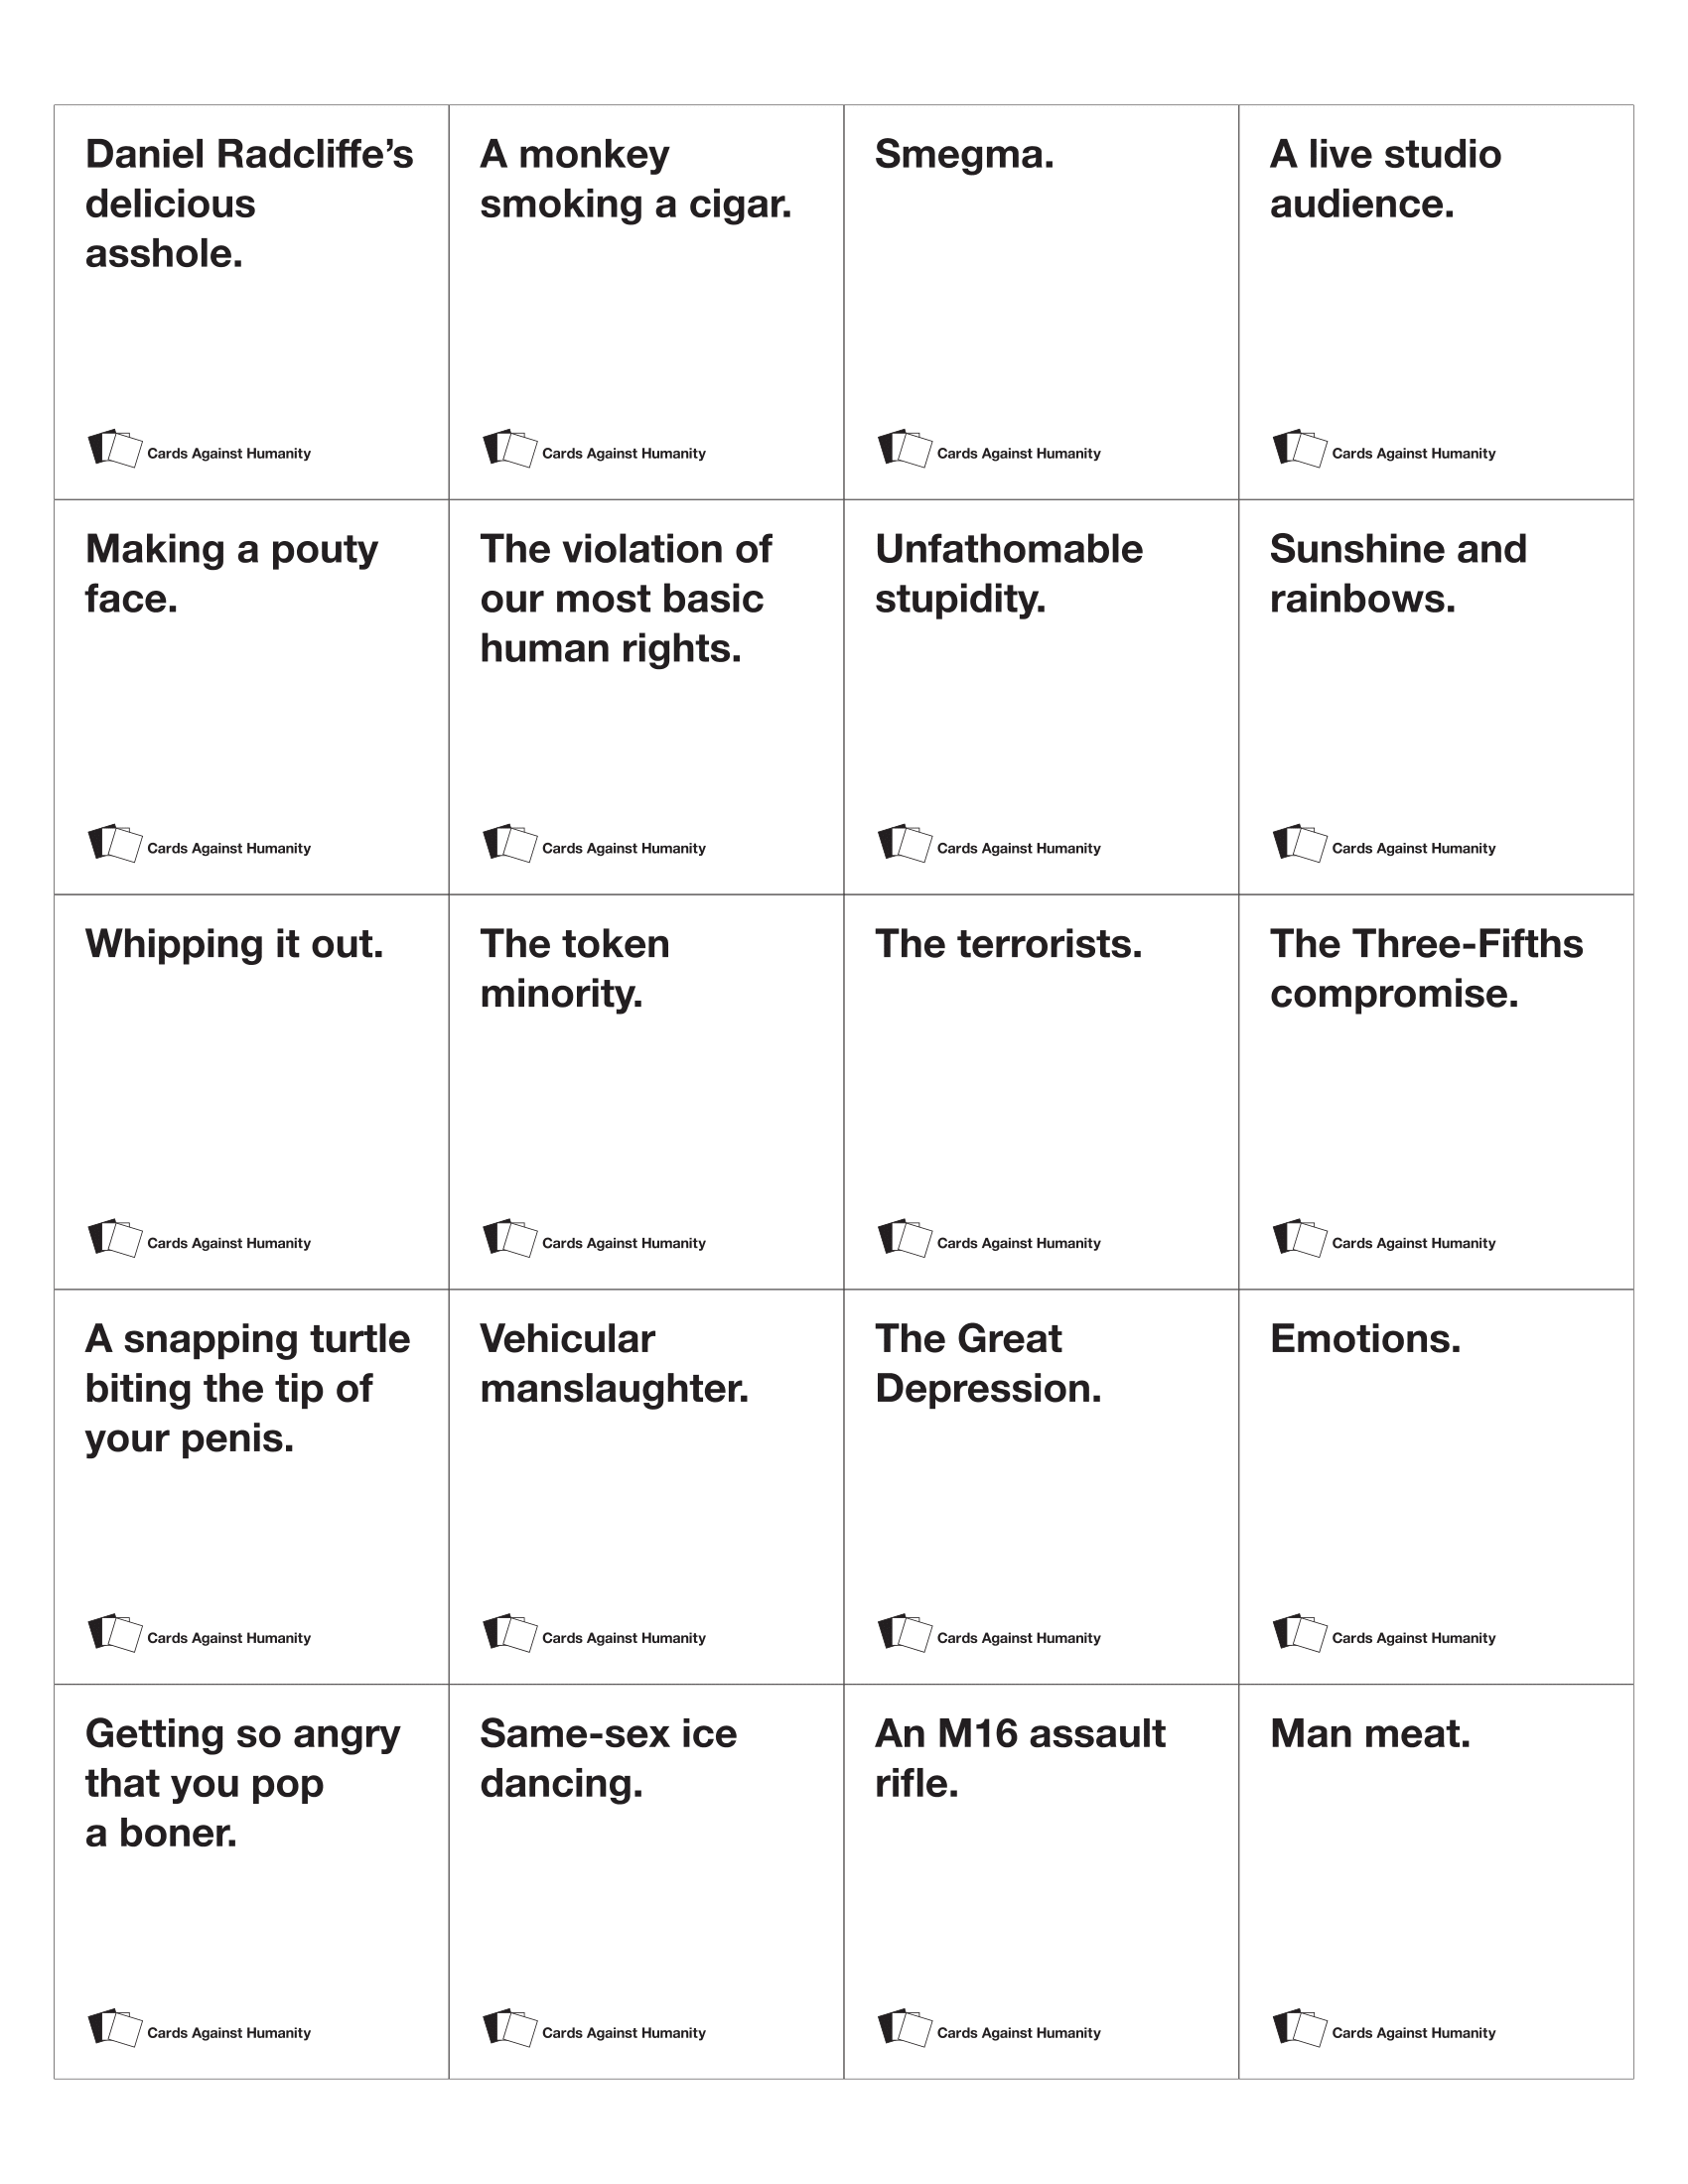 Daniel Radcliffe’s
delicious
asshole.
Cards Against Humanity
A monkey
smoking a cigar.
Cards Against Humanity
Smegma.
Cards Against Humanity
A live studio
audience.
Cards Against Humanity
Making a pouty
face.
Cards Against Humanity
The violation of
our most basic
human rights.
Cards Against Humanity
Unfathomable
stupidity.
Cards Against Humanity
Sunshine and
rainbows.
Cards Against Humanity
Whipping it out.
Cards Against Humanity
The token
minority.
Cards Against Humanity
The terrorists.
Cards Against Humanity
The Three-Fifths
compromise.
Cards Against Humanity
A snapping turtle
biting the tip of
your penis.
Cards Against Humanity
Vehicular
manslaughter.
Cards Against Humanity
The Great
Depression.
Cards Against Humanity
Emotions.
Cards Against Humanity
Getting so angry
that you pop
a boner.
Cards Against Humanity
Same-sex ice
dancing.
Cards Against Humanity
An M16 assault
rifle.
Cards Against Humanity
Man meat.
Cards Against Humanity